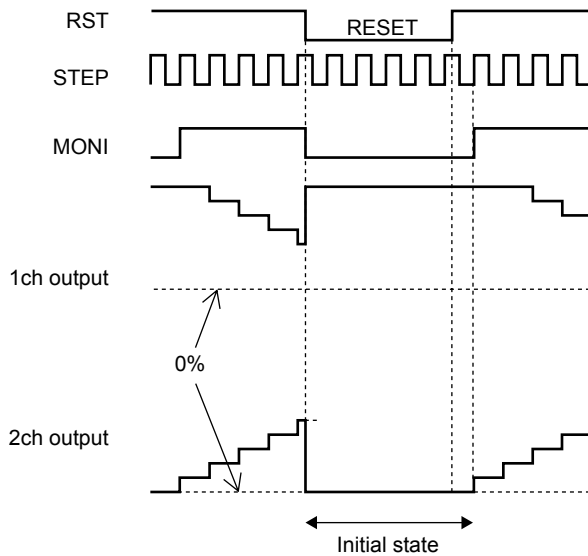 RST
RESET
STEP
MONI
1ch output
0%
2ch output
Initial state